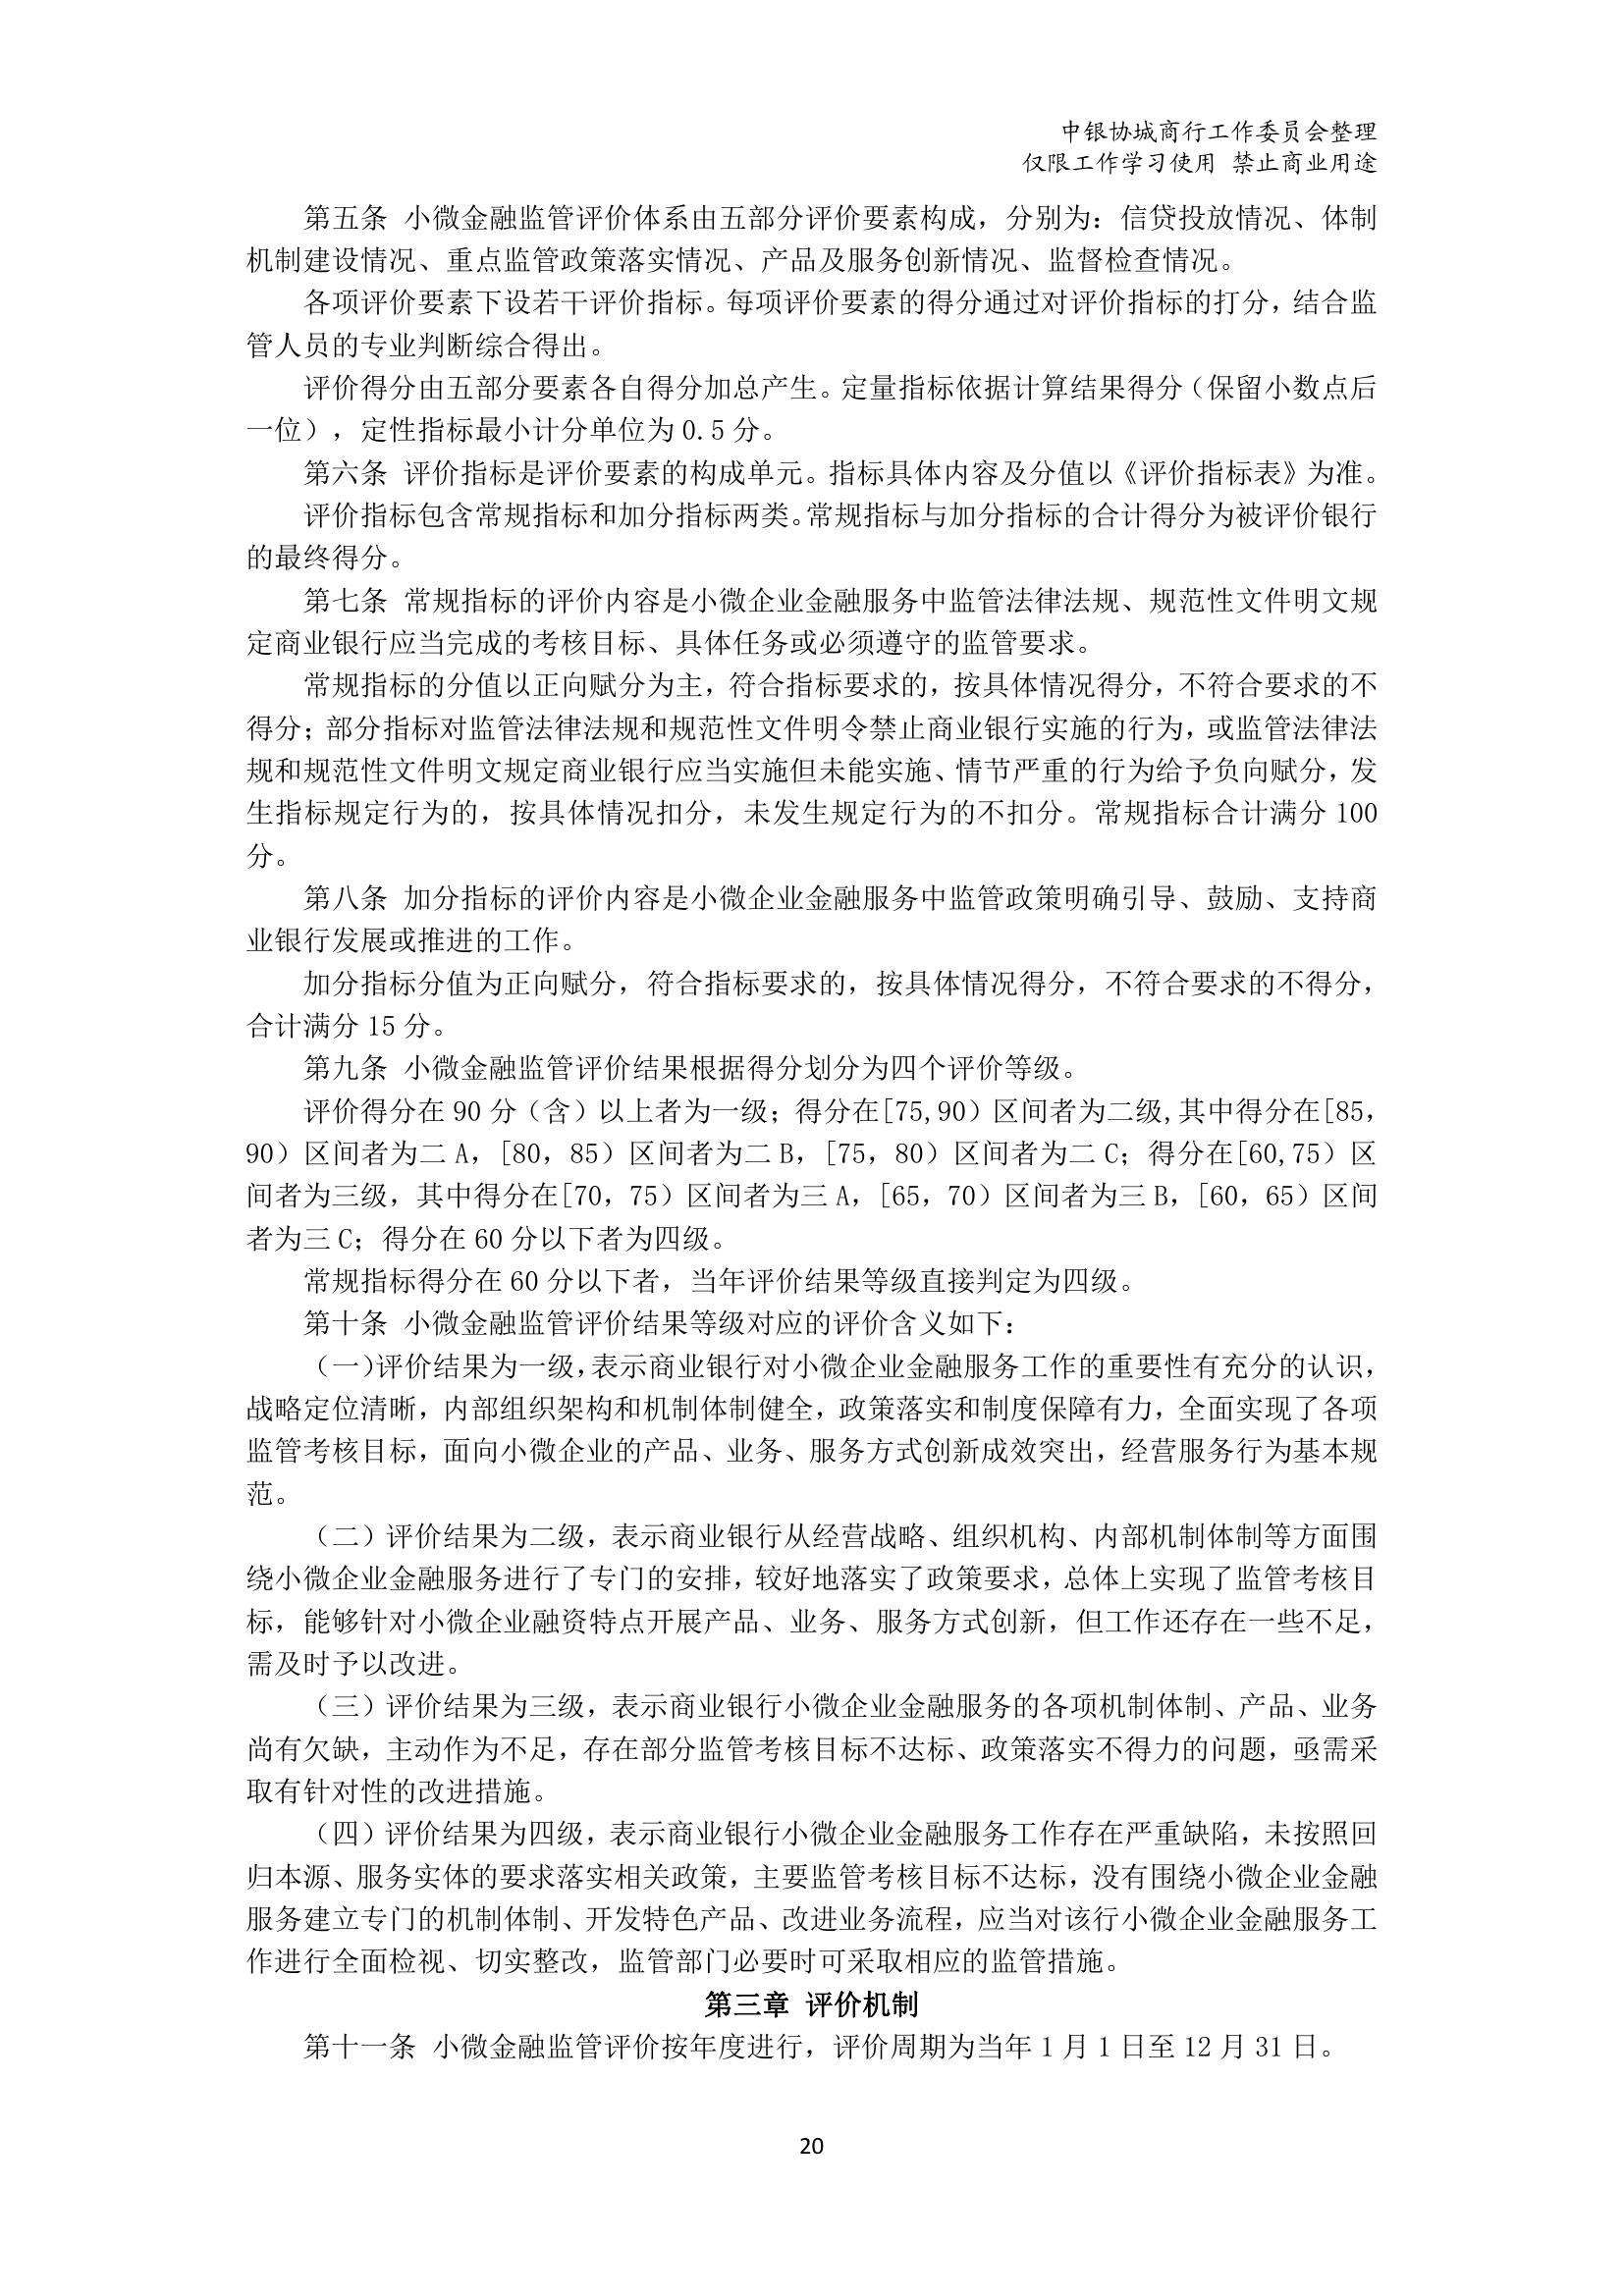 中银协城商行工作委员会整理
仅限工作学习使用 禁止商业用途
第五条 小微金融监管评价体系由五部分评价要素构成，分别为：信贷投放情况、体制
机制建设情况、重点监管政策落实情况、产品及服务创新情况、监督检查情况。
各项评价要素下设若干评价指标。每项评价要素的得分通过对评价指标的打分，结合监
管人员的专业判断综合得出。
评价得分由五部分要素各自得分加总产生。定量指标依据计算结果得分（保留小数点后
一位），定性指标最小计分单位为 0.5 分。
第六条 评价指标是评价要素的构成单元。指标具体内容及分值以《评价指标表》为准。
评价指标包含常规指标和加分指标两类。常规指标与加分指标的合计得分为被评价银行
的最终得分。
第七条 常规指标的评价内容是小微企业金融服务中监管法律法规、规范性文件明文规
定商业银行应当完成的考核目标、具体任务或必须遵守的监管要求。
常规指标的分值以正向赋分为主，符合指标要求的，按具体情况得分，不符合要求的不
得分；部分指标对监管法律法规和规范性文件明令禁止商业银行实施的行为，或监管法律法
规和规范性文件明文规定商业银行应当实施但未能实施、情节严重的行为给予负向赋分，发
生指标规定行为的，按具体情况扣分，未发生规定行为的不扣分。常规指标合计满分 100
分。
第八条 加分指标的评价内容是小微企业金融服务中监管政策明确引导、鼓励、支持商
业银行发展或推进的工作。
加分指标分值为正向赋分，符合指标要求的，按具体情况得分，不符合要求的不得分，
合计满分 15 分。
第九条 小微金融监管评价结果根据得分划分为四个评价等级。
评价得分在 90 分（含）以上者为一级；得分在[75,90）区间者为二级,其中得分在[85，
90）区间者为二 A，[80，85）区间者为二 B，[75，80）区间者为二 C；得分在[60,75）区
间者为三级，其中得分在[70，75）区间者为三 A，[65，70）区间者为三 B，[60，65）区间
者为三 C；得分在 60 分以下者为四级。
常规指标得分在 60 分以下者，当年评价结果等级直接判定为四级。
第十条 小微金融监管评价结果等级对应的评价含义如下：
（一）评价结果为一级，表示商业银行对小微企业金融服务工作的重要性有充分的认识，
战略定位清晰，内部组织架构和机制体制健全，政策落实和制度保障有力，全面实现了各项
监管考核目标，面向小微企业的产品、业务、服务方式创新成效突出，经营服务行为基本规
范。
（二）评价结果为二级，表示商业银行从经营战略、组织机构、内部机制体制等方面围
绕小微企业金融服务进行了专门的安排，较好地落实了政策要求，总体上实现了监管考核目
标，能够针对小微企业融资特点开展产品、业务、服务方式创新，但工作还存在一些不足，
需及时予以改进。
（三）评价结果为三级，表示商业银行小微企业金融服务的各项机制体制、产品、业务
尚有欠缺，主动作为不足，存在部分监管考核目标不达标、政策落实不得力的问题，亟需采
取有针对性的改进措施。
（四）评价结果为四级，表示商业银行小微企业金融服务工作存在严重缺陷，未按照回
归本源、服务实体的要求落实相关政策，主要监管考核目标不达标，没有围绕小微企业金融
服务建立专门的机制体制、开发特色产品、改进业务流程，应当对该行小微企业金融服务工
作进行全面检视、切实整改，监管部门必要时可采取相应的监管措施。
第三章 评价机制
第十一条 小微金融监管评价按年度进行，评价周期为当年 1 月 1 日至 12 月 31 日。
20